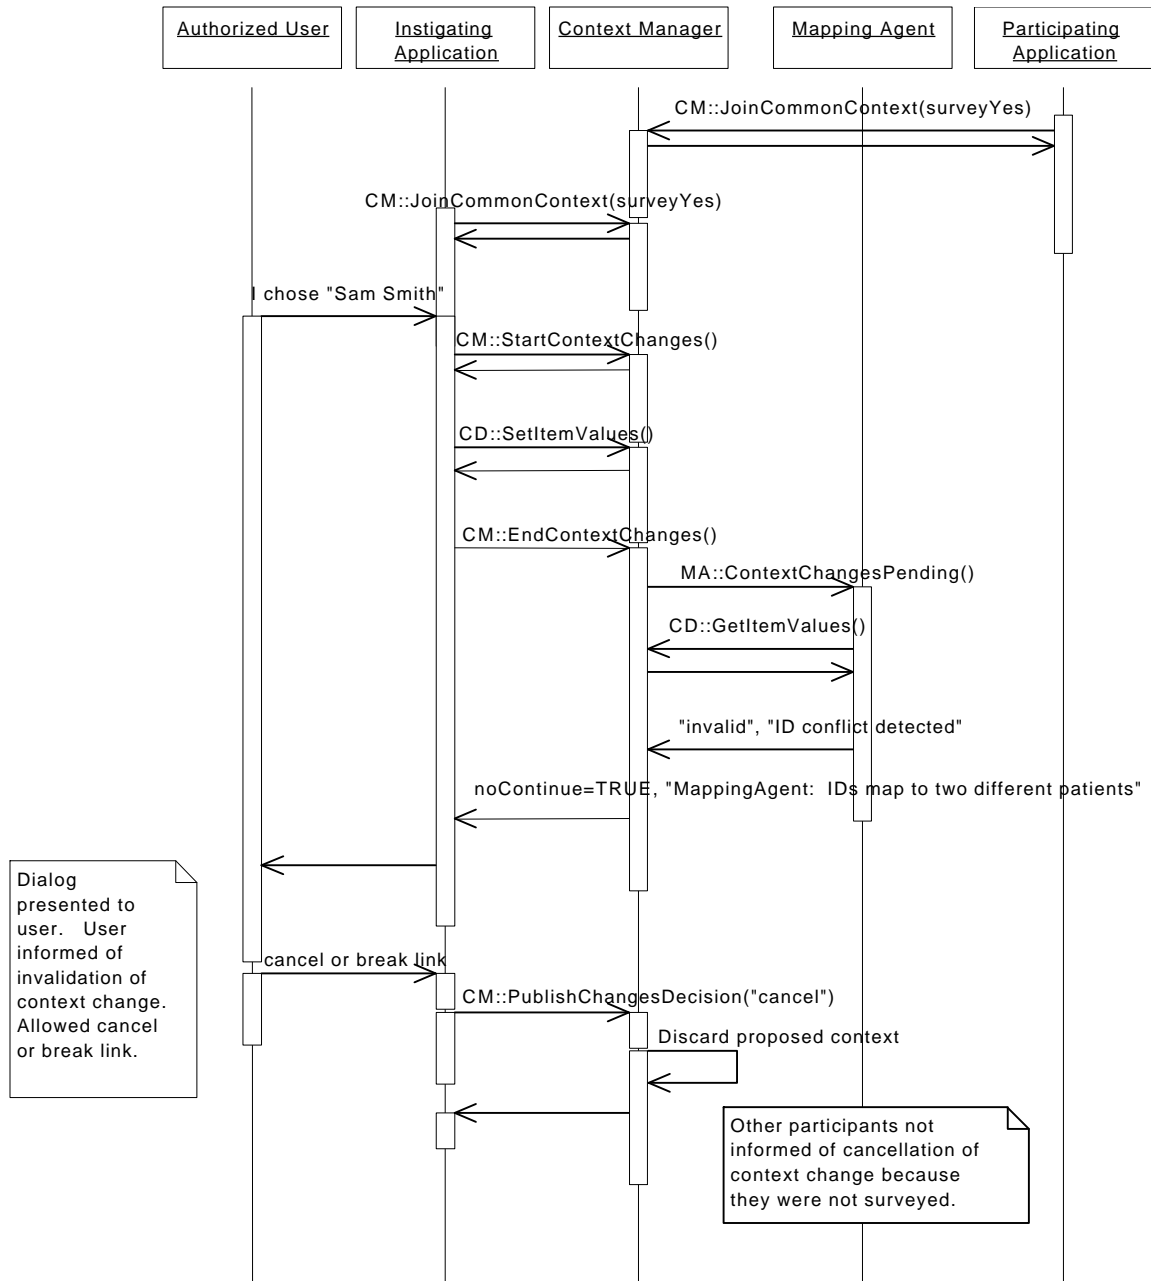 Authorized User
Instigating
Application
Context Manager
Mapping Agent
Participating
Application
CM::JoinCommonContext(surveyYes)
CM::JoinCommonContext(surveyYes)
I chose "Sam Smith"
CM::StartContextChanges()
CD::SetItemValues()
CM::EndContextChanges()
MA::ContextChangesPending()
CD::GetItemValues()
"invalid", "ID conflict detected"
noContinue=TRUE, "MappingAgent: IDs map to two different patients"
Dialog
presented to
user. User
informed of
invalidation of
context change.
Allowed cancel
or break link.
cancel or break link
CM::PublishChangesDecision("cancel")
Discard proposed context
Other participants not
informed of cancellation of
context change because
they were not surveyed.